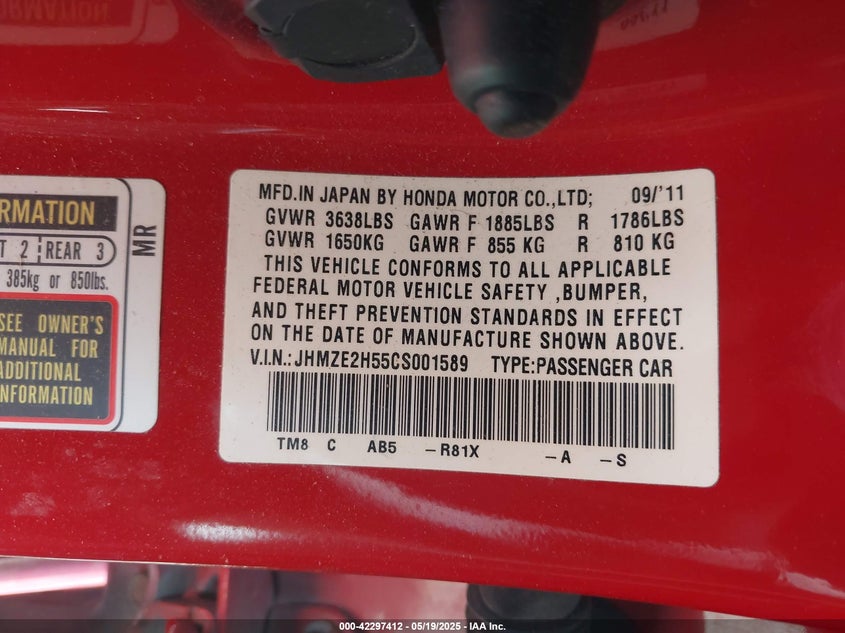 RMATION
T 2 REAR 3
385kg or 850lbs.
SEE OWNER'S
MANUAL FOR
ADDITIONAL
INFORMATION
MR
MFD.IN JAPAN BY HONDA MOTOR CO.,LTD; 09/'11
GVWR 3638LBS GAWR F 1885LBS R 1786LBS
GVWR 1650KG GAWR F 855 KG R 810 KG
THIS VEHICLE CONFORMS TO ALL APPLICABLE
FEDERAL MOTOR VEHICLE SAFETY ,BUMPER,
AND THEFT PREVENTION STANDARDS IN EFFECT
ON THE DATE OF MANUFACTURE SHOWN ABOVE.
V.I.N.:JHMZE2H55CS001589 TYPE:PASSENGER CAR
TM8 C AB5 -R81X -A -S
000-42297412 - 05/19/2025 - IAA Inc.